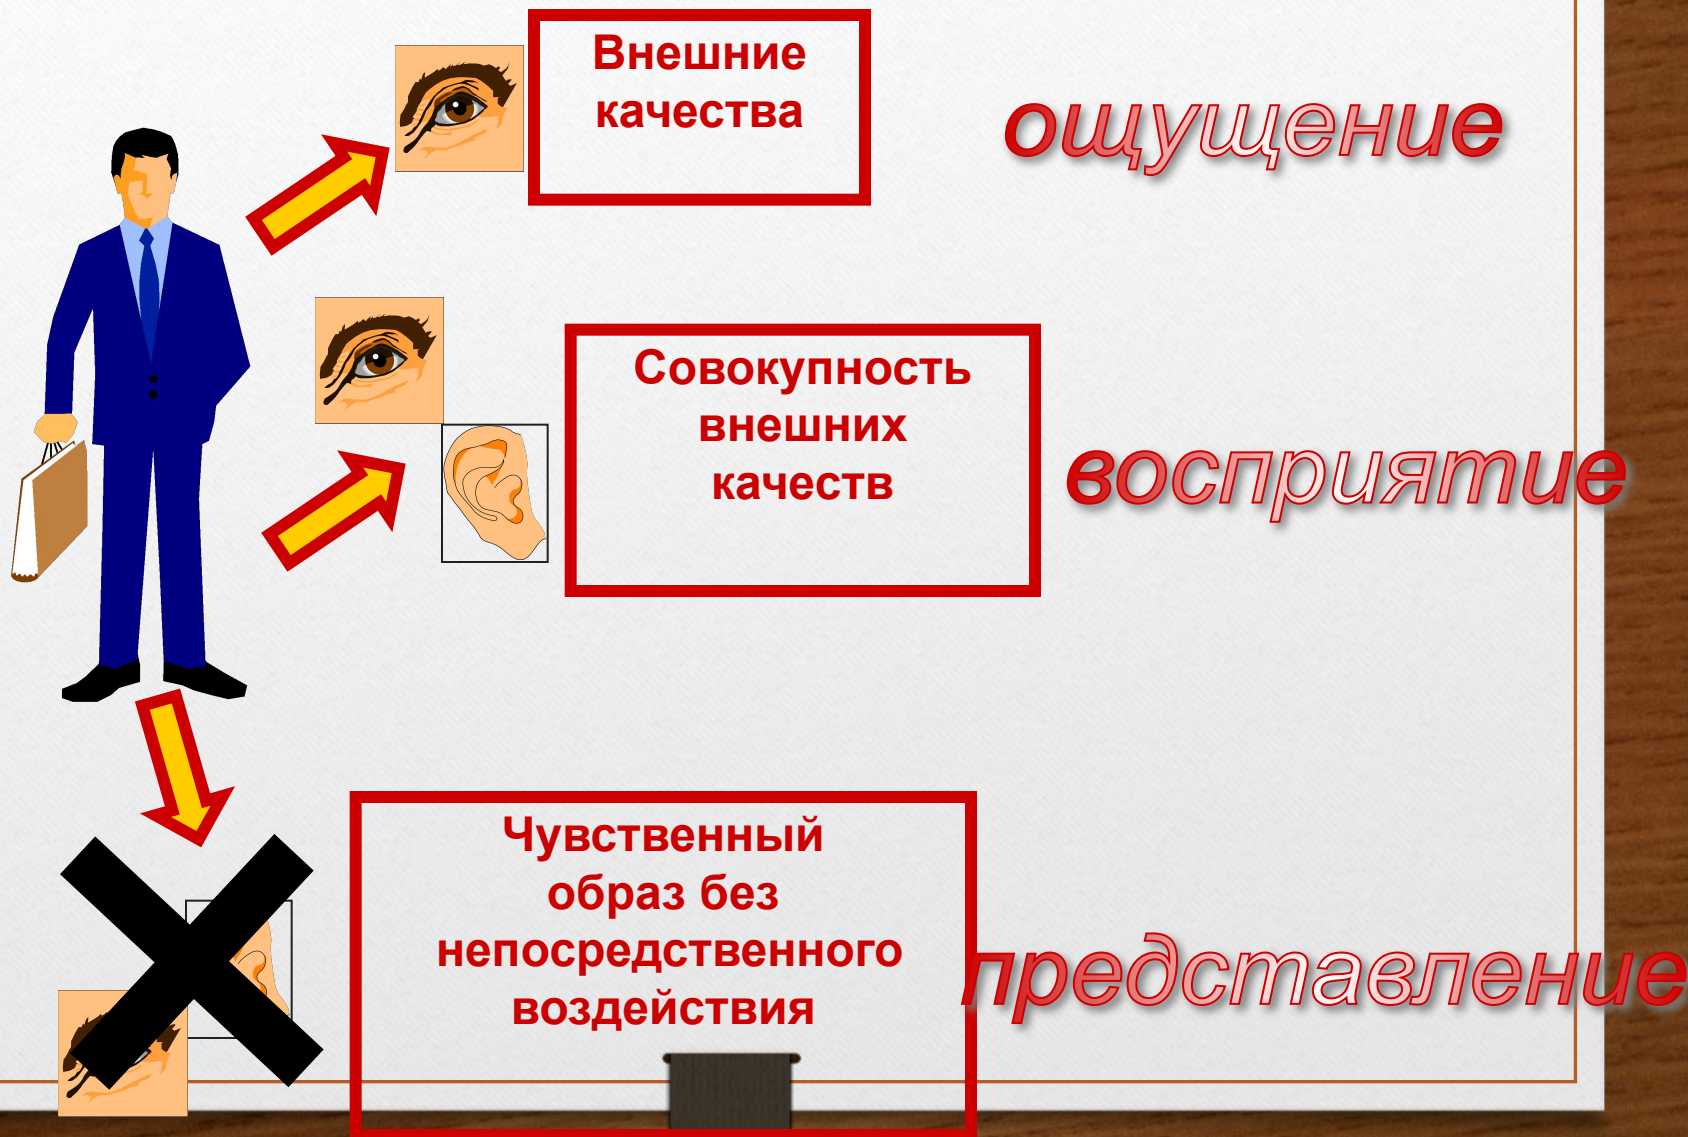 Внешние
качества
ощущение
Совокупность
внешних
качеств
восприятие
Чувственный
образ без
непосредственного
воздействия
представление